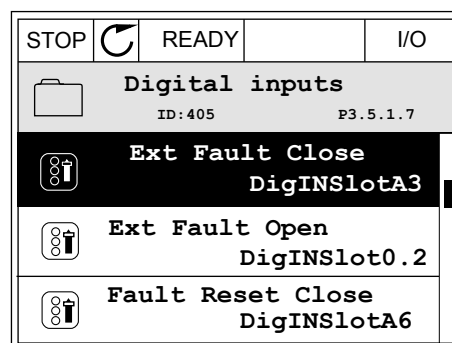 STOP READY I/O
Digital inputs
ID:405 P3.5.1.7
Ext Fault Close
DigINSlotA3
Ext Fault Open
DigINSlot0.2
Fault Reset Close
DigINSlotA6